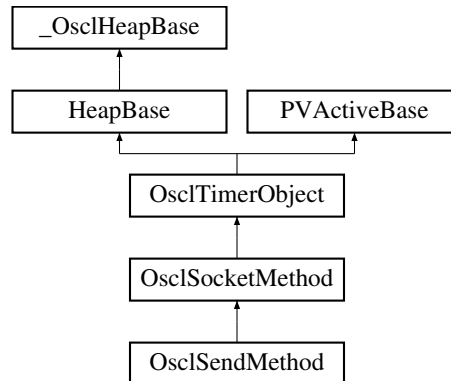 _OsclHeapBase
HeapBase
PVActiveBase
OsclTimerObject
OsclSocketMethod
OsclSendMethod